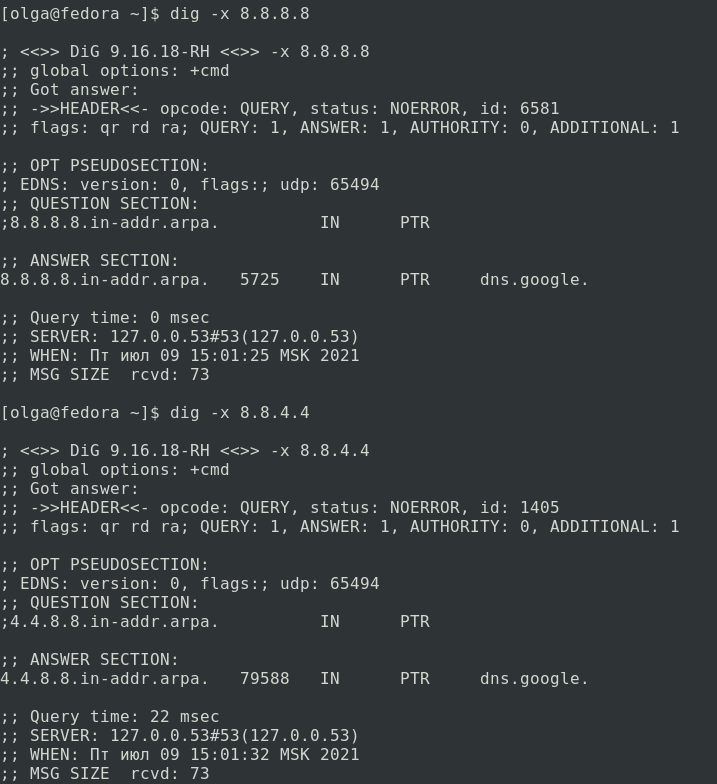 [olga@fedora ~]$ dig -x 8.8.8.8

; <<>> DiG 9.16.18-RH <<>> -x 8.8.8.8
;; global options: +cmd
;; Got answer:
;; ->>HEADER<<- opcode: QUERY, status: NOERROR, id: 6581
;; flags: qr rd ra; QUERY: 1, ANSWER: 1, AUTHORITY: 0, ADDITIONAL: 1

;; OPT PSEUDOSECTION:
; EDNS: version: 0, flags:; udp: 65494
;; QUESTION SECTION:
;8.8.8.8.in-addr.arpa.          IN      PTR

;; ANSWER SECTION:
8.8.8.8.in-addr.arpa.   5725    IN      PTR     dns.google.

;; Query time: 0 msec
;; SERVER: 127.0.0.53#53(127.0.0.53)
;; WHEN: Пт июл 09 15:01:25 MSK 2021
;; MSG SIZE  rcvd: 73

[olga@fedora ~]$ dig -x 8.8.4.4

; <<>> DiG 9.16.18-RH <<>> -x 8.8.4.4
;; global options: +cmd
;; Got answer:
;; ->>HEADER<<- opcode: QUERY, status: NOERROR, id: 1405
;; flags: qr rd ra; QUERY: 1, ANSWER: 1, AUTHORITY: 0, ADDITIONAL: 1

;; OPT PSEUDOSECTION:
; EDNS: version: 0, flags:; udp: 65494
;; QUESTION SECTION:
;4.4.8.8.in-addr.arpa.          IN      PTR

;; ANSWER SECTION:
4.4.8.8.in-addr.arpa.   79588   IN      PTR     dns.google.

;; Query time: 22 msec
;; SERVER: 127.0.0.53#53(127.0.0.53)
;; WHEN: Пт июл 09 15:01:32 MSK 2021
;; MSG SIZE  rcvd: 73